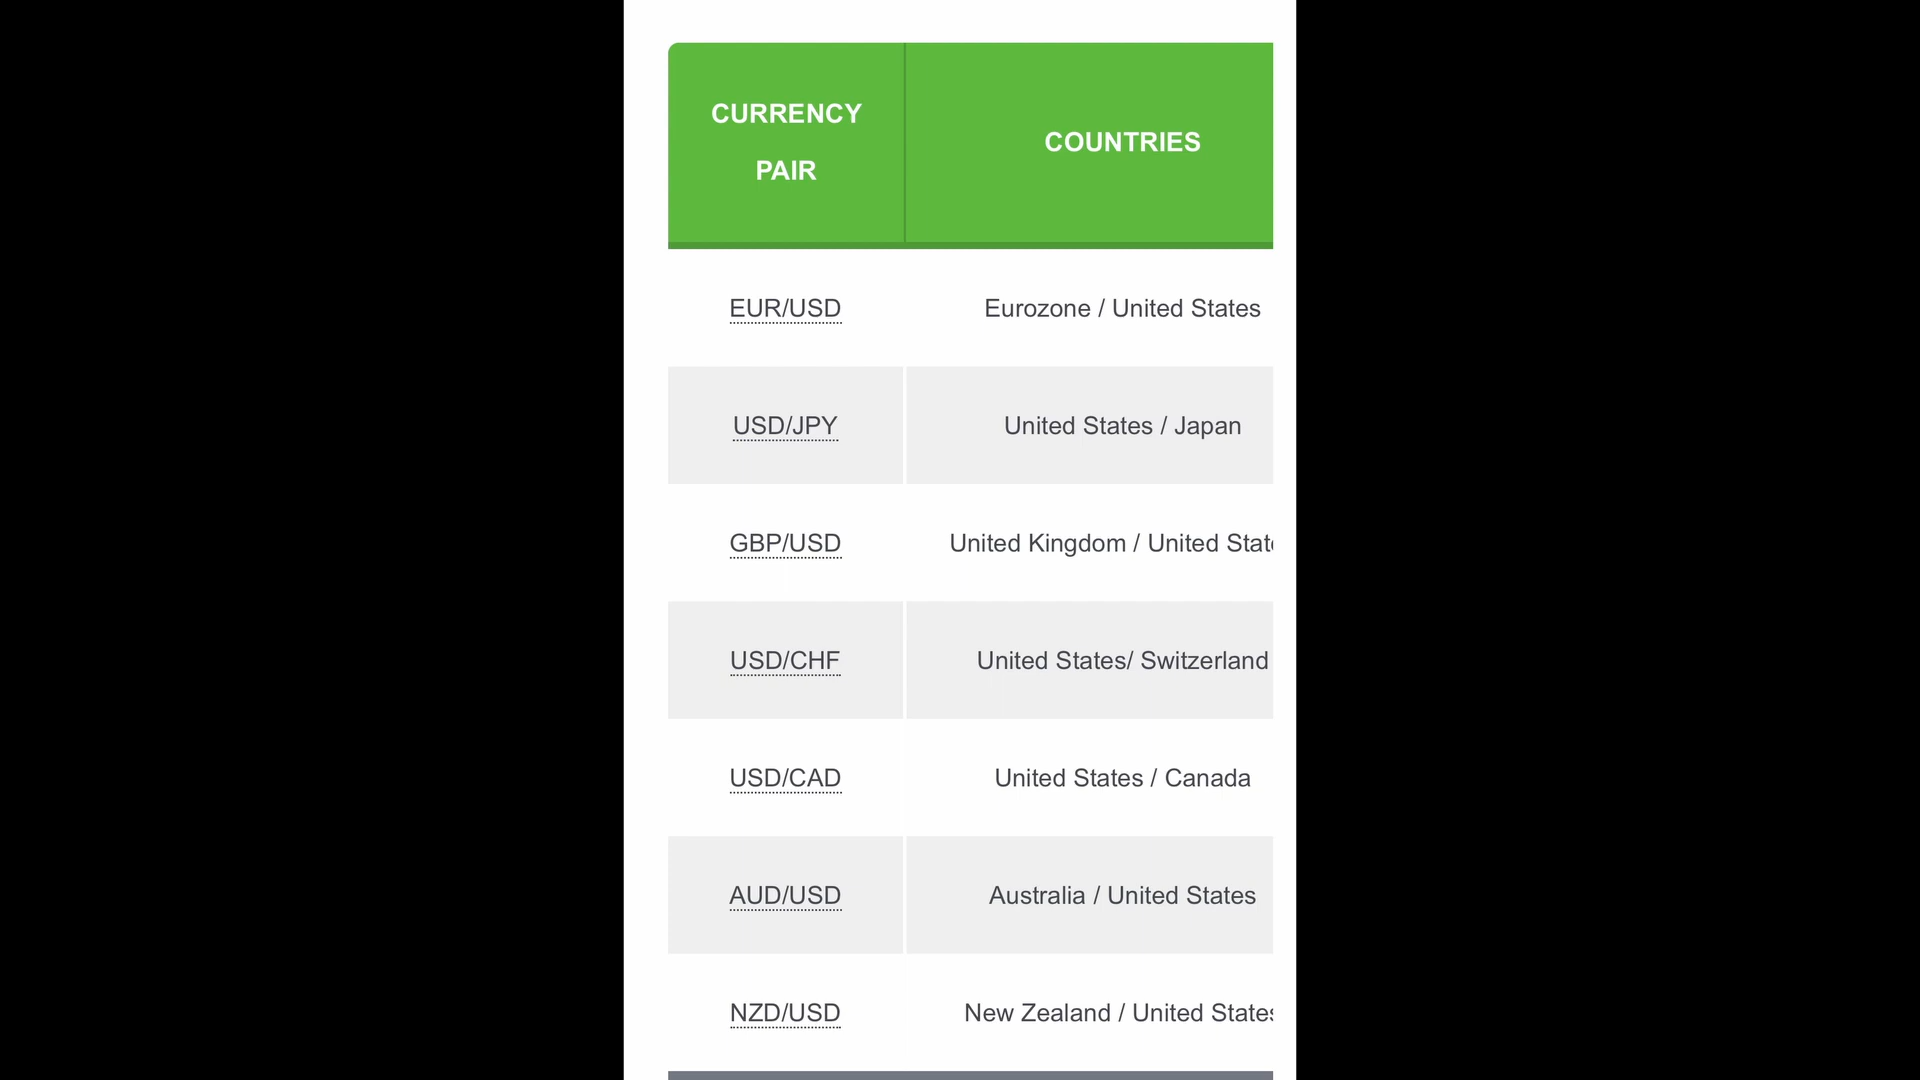 CURRENCY
PAIR
COUNTRIES
EUR/USD Eurozone / United States
USD/JPY United States / Japan
GBP/USD United Kingdom / United State
USD/CHF United States/ Switzerland
USD/CAD United States / Canada
AUD/USD Australia / United States
NZD/USD New Zealand / United States